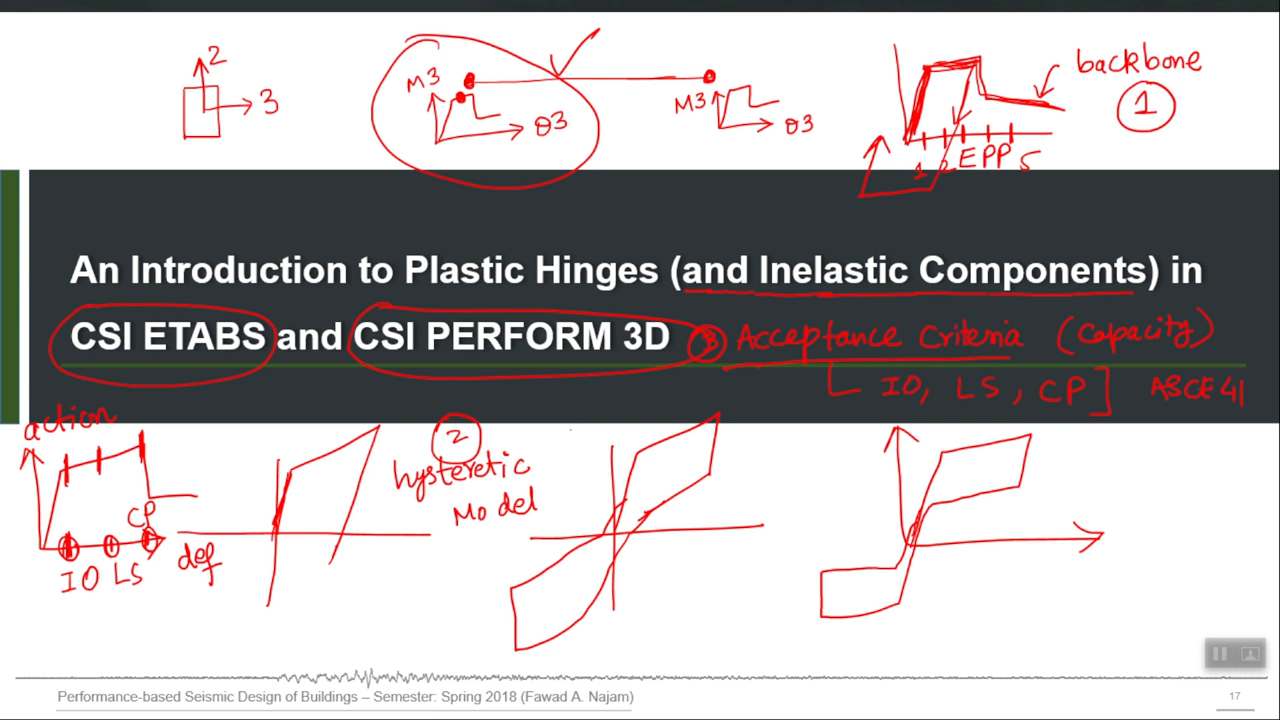 2
3
M3
θ3
M3
θ3
backbone
1
1 2 EPP 5
An Introduction to Plastic Hinges (and Inelastic Components) in
CSI ETABS and CSI PERFORM 3D
3 Acceptance Criteria (Capacity)
[ IO, LS, CP] ASCE 41
action
CP
IO LS
def
2
hysteretic
Model
Performance-based Seismic Design of Buildings – Semester: Spring 2018 (Fawad A. Najam)
17